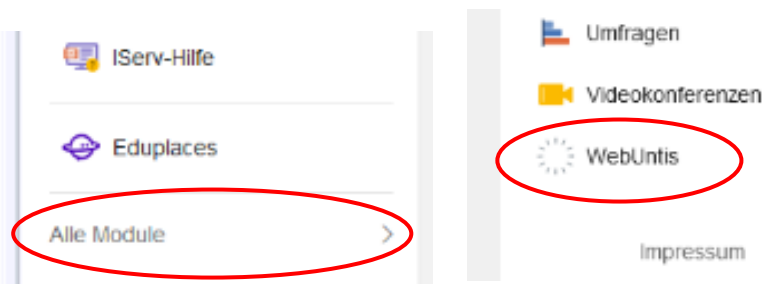 IServ-Hilfe
Eduplaces
Alle Module
Umfragen
Videokonferenzen
WebUntis
Impressum